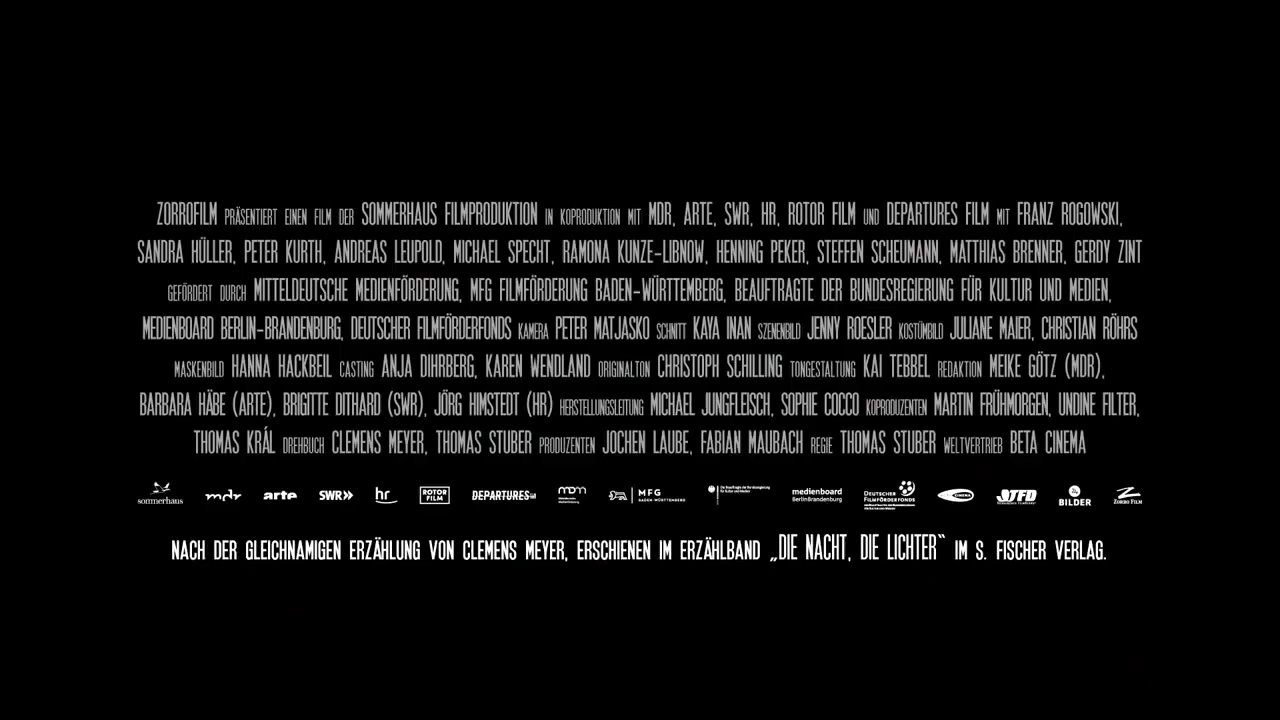 ZORROFILM PRÄSENTIERT EINEN FILM DER SOMMERHAUS FILMPRODUKTION IN KOPRODUKTION MIT MDR, ARTE, SWR, HR, ROTOR FILM UND DEPARTURES FILM MIT FRANZ ROGOWSKI,
SANDRA HÜLLER, PETER KURTH, ANDREAS LEUPOLD, MICHAEL SPECHT, RAMONA KUNZE-LIBNOW, HENNING PEKER, STEFFEN SCHEUMANN, MATTHIAS BRENNER, GERDY ZINT
GEFÖRDERT DURCH MITTELDEUTSCHE MEDIENFÖRDERUNG, MFG FILMFÖRDERUNG BADEN-WÜRTTEMBERG, BEAUFTRAGTE DER BUNDESREGIERUNG FÜR KULTUR UND MEDIEN,
MEDIENBOARD BERLIN-BRANDENBURG, DEUTSCHER FILMFÖRDERFONDS KAMERA PETER MATJASKO SCHNITT KAYA INAN SZENENBILD JENNY ROESLER KOSTÜMBILD JULIANE MAIER, CHRISTIAN RÖHRS
MASKENBILD HANNA HACKBEIL CASTING ANJA DIHRBERG, KAREN WENDLAND ORIGINALTON CHRISTOPH SCHILLING TONGESTALTUNG KAI TEBBEL REDAKTION MEIKE GÖTZ (MDR),
BARBARA HÄBE (ARTE), BRIGITTE DITHARD (SWR), JÖRG HIMSTEDT (HR) HERSTELLUNGSLEITUNG MICHAEL JUNGFLEISCH, SOPHIE COCCO KOPRODUZENTEN MARTIN FRÜHMORGEN, UNDINE FILTER,
THOMAS KRÁL DREHBUCH CLEMENS MEYER, THOMAS STUBER PRODUZENTEN JOCHEN LAUBE, FABIAN MAUBACH REGIE THOMAS STUBER WELTVERTRIEB BETA CINEMA
sommerhaus mdr arte SWR hr ROTOR FILM DEPARTURES mdm MFG BADEN-WÜRTTEMBERG medienboard BerlinBrandenburg DEUTSCHER FILMFÖRDERFONDS CINEMA TFD BILDER ZORRO FILM
NACH DER GLEICHNAMIGEN ERZÄHLUNG VON CLEMENS MEYER, ERSCHIENEN IM ERZÄHLBAND „DIE NACHT, DIE LICHTER“ IM S. FISCHER VERLAG.